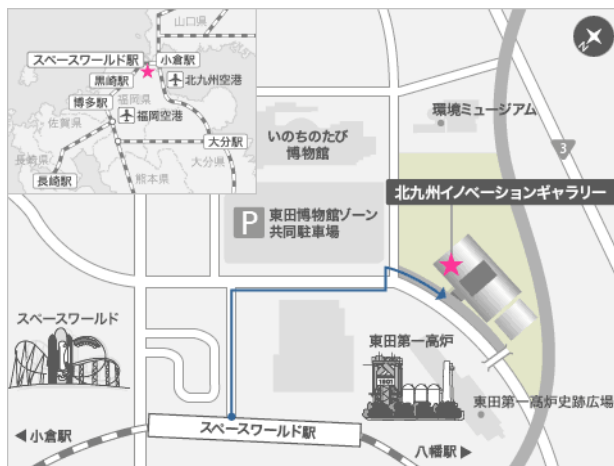 山口県
スペースワールド駅
小倉駅
黒崎駅
北九州空港
博多駅
福岡県
福岡空港
佐賀県
大分駅
長崎県
大分県
長崎駅
熊本県
N
環境ミュージアム
いのちのたび
博物館
3
北九州イノベーションギャラリー
P
東田博物館ゾーン
共同駐車場
スペースワールド
東田第一高炉
1901
東田第一高炉史跡広場
スペースワールド駅
小倉駅
八幡駅